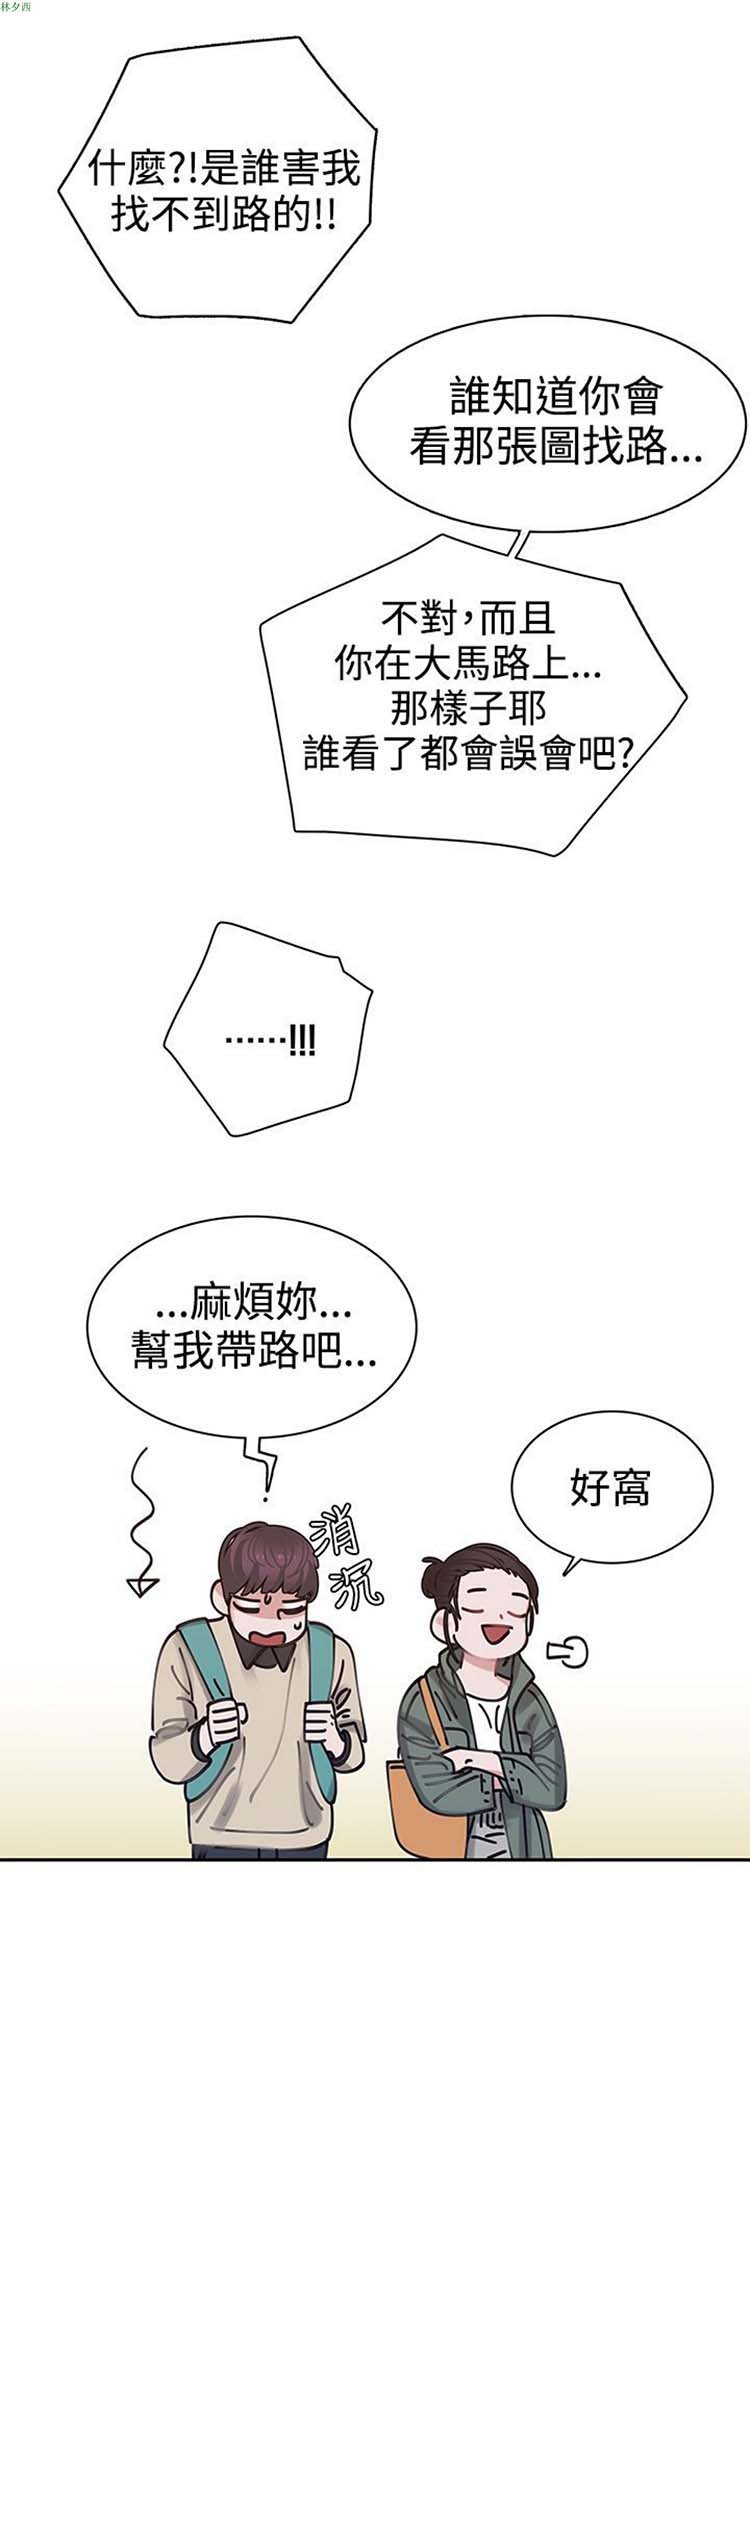 林夕西
什麼?!是誰害我
找不到路的!!
誰知道你會
看那張圖找路...
不對，而且
你在大馬路上...
那樣子耶
誰看了都會誤會吧?
……!!!
...麻煩妳...
幫我帶路吧...
消
沉
好窩